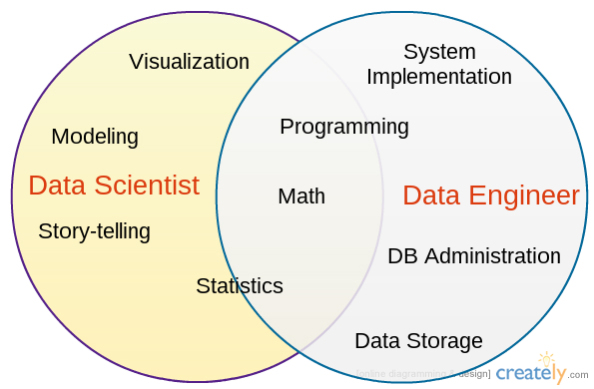 Visualization
System
Implementation
Programming
Modeling
Data Scientist
Math
Data Engineer
Story-telling
DB Administration
Statistics
Data Storage
[online diagramming & design]
creately.com